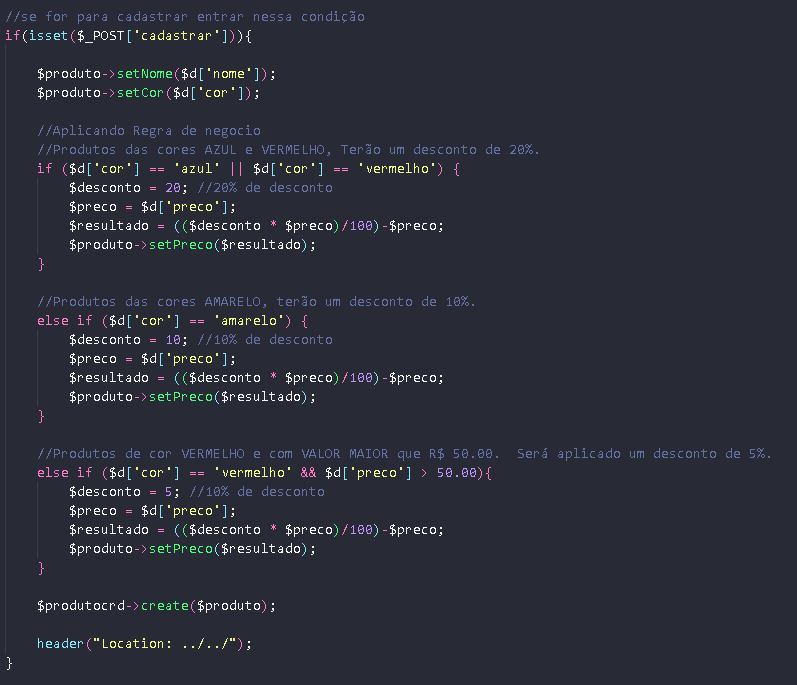 //se for para cadastrar entrar nessa condição
if(isset($_POST['cadastrar'])){
$produto->setNome($d['nome']);
$produto->setCor($d['cor']);
//Aplicando Regra de negocio
//Produtos das cores AZUL e VERMELHO, Terão um desconto de 20%.
if ($d['cor'] == 'azul' || $d['cor'] == 'vermelho') {
$desconto = 20; //20% de desconto
$preco = $d['preco'];
$resultado = (($desconto * $preco)/100)-$preco;
$produto->setPreco($resultado);
}
//Produtos das cores AMARELO, terão um desconto de 10%.
else if ($d['cor'] == 'amarelo') {
$desconto = 10; //10% de desconto
$preco = $d['preco'];
$resultado = (($desconto * $preco)/100)-$preco;
$produto->setPreco($resultado);
}
//Produtos de cor VERMELHO e com VALOR MAIOR que R$ 50.00.  Será aplicado um desconto de 5%.
else if ($d['cor'] == 'vermelho' && $d['preco'] > 50.00){
$desconto = 5; //10% de desconto
$preco = $d['preco'];
$resultado = (($desconto * $preco)/100)-$preco;
$produto->setPreco($resultado);
}
$produtocrd->create($produto);
header("Location: ../../");
}